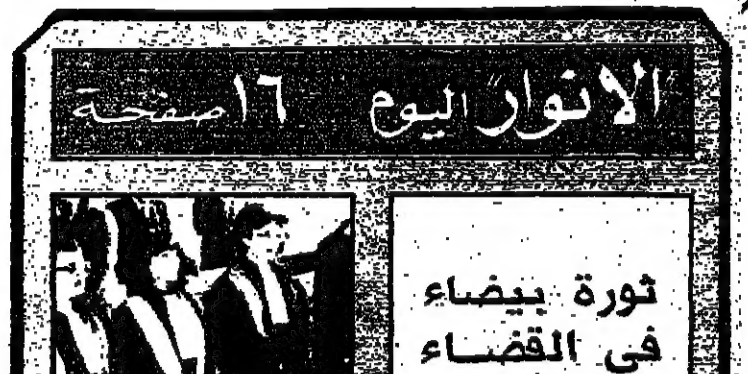 الانوار اليوم ١٦ صفحة
ثورة بيضاء
في القضاء